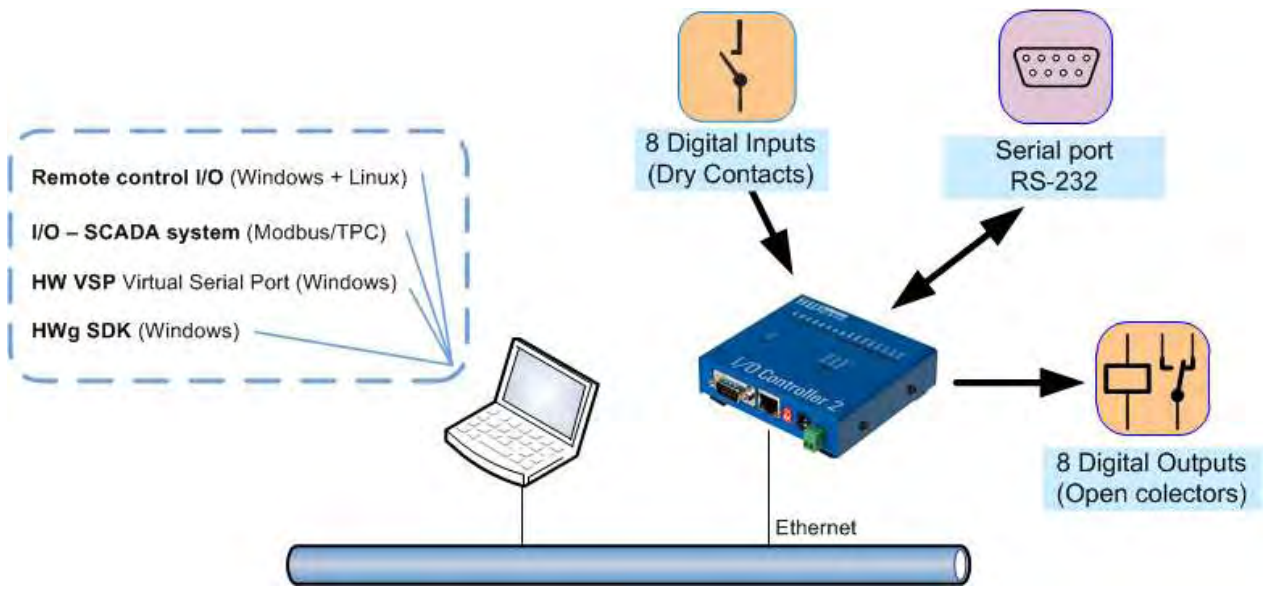 8 Digital Inputs
(Dry Contacts)
Serial port
RS-232
Remote control I/O (Windows + Linux)
I/O – SCADA system (Modbus/TPC)
HW VSP Virtual Serial Port (Windows)
HWg SDK (Windows)
I/O Controller 2
8 Digital Outputs
(Open colectors)
Ethernet